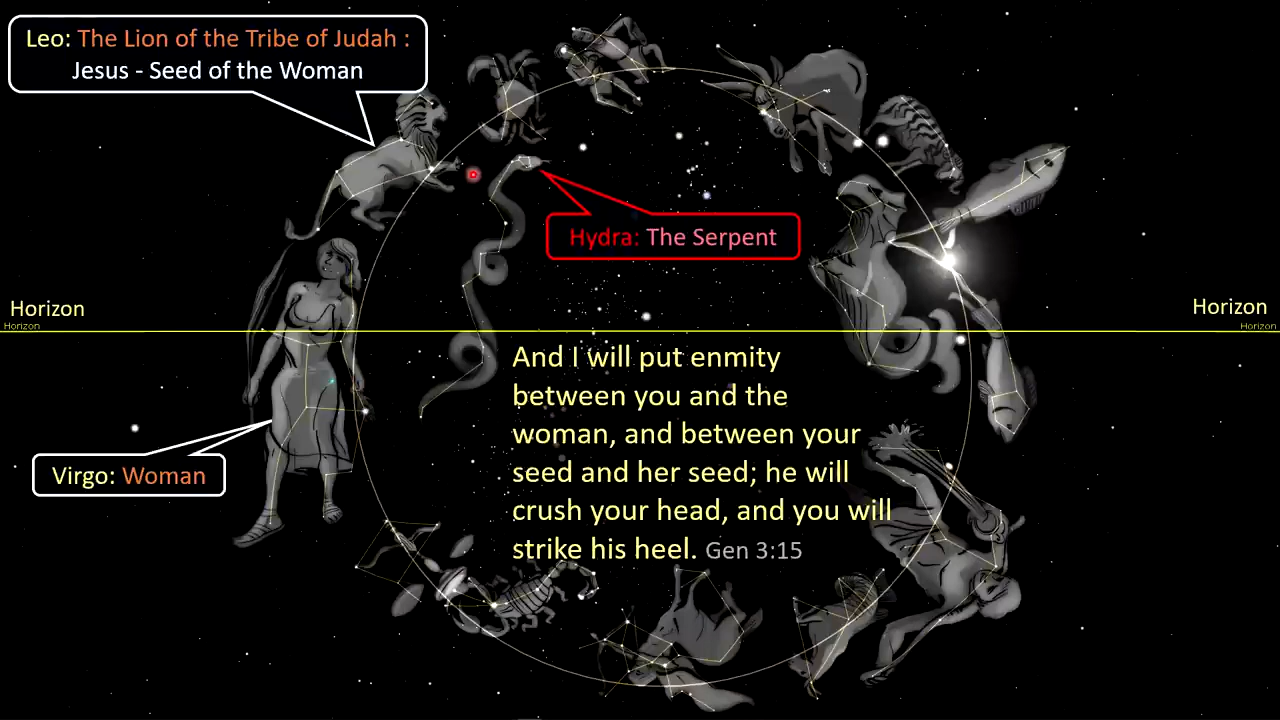 Leo: The Lion of the Tribe of Judah :
Jesus - Seed of the Woman
Hydra: The Serpent
Horizon
Horizon
Horizon
Horizon
And I will put enmity
between you and the
woman, and between your
seed and her seed; he will
crush your head, and you will
strike his heel. Gen 3:15
Virgo: Woman